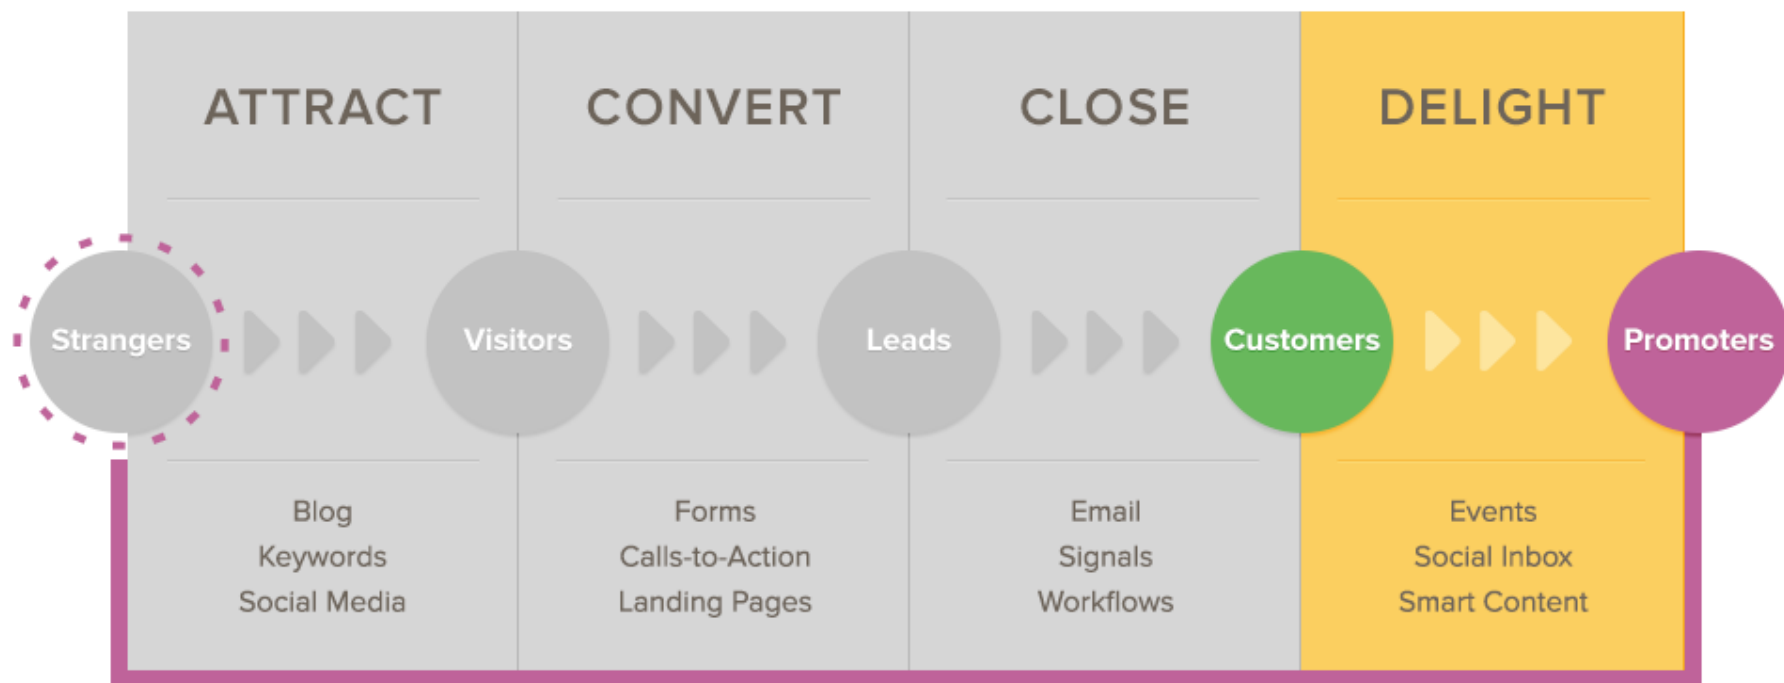 ATTRACT
CONVERT
CLOSE
DELIGHT
Strangers
Visitors
Leads
Customers
Promoters
Blog
Keywords
Social Media
Forms
Calls-to-Action
Landing Pages
Email
Signals
Workflows
Events
Social Inbox
Smart Content